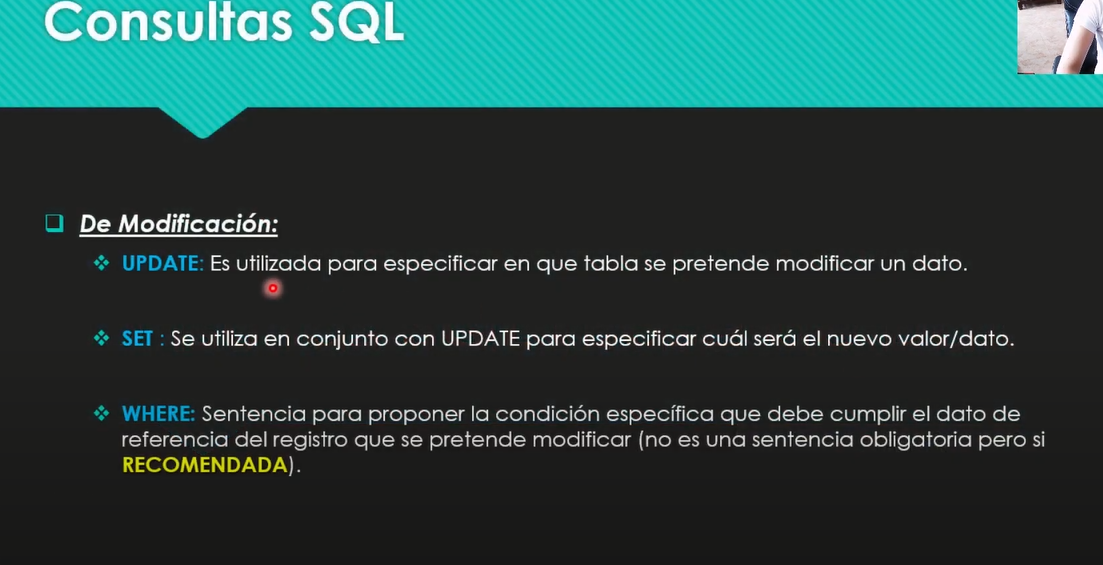 Consultas SQL
De Modificación:
UPDATE: Es utilizada para especificar en que tabla se pretende modificar un dato.
SET : Se utiliza en conjunto con UPDATE para especificar cuál será el nuevo valor/dato.
WHERE: Sentencia para proponer la condición específica que debe cumplir el dato de
referencia del registro que se pretende modificar (no es una sentencia obligatoria pero si
RECOMENDADA).